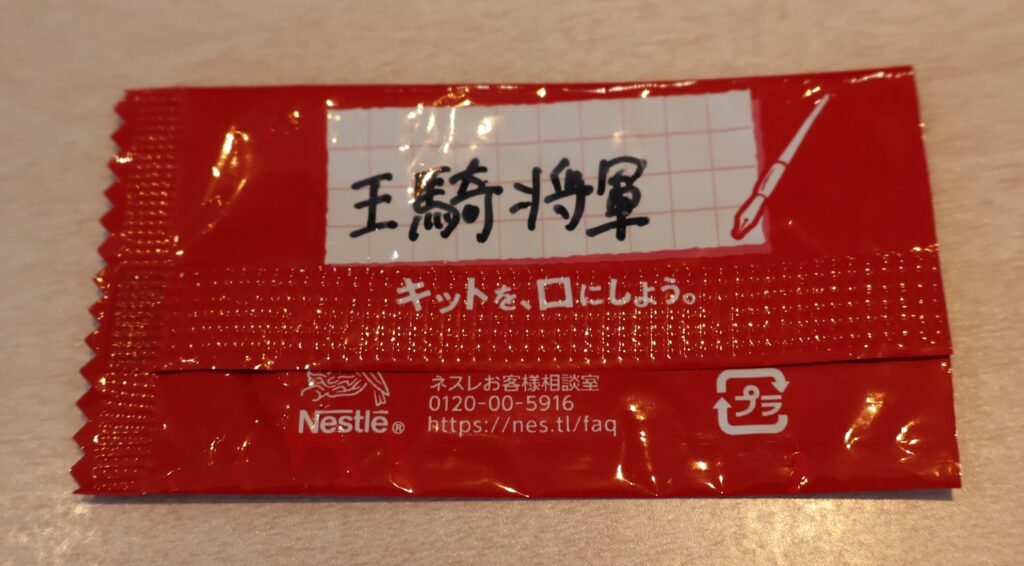 王騎将軍
キットを、口にしよう。
Nestlé®
ネスレお客様相談室
0120-00-5916
https://nes.tl/faq
プラ